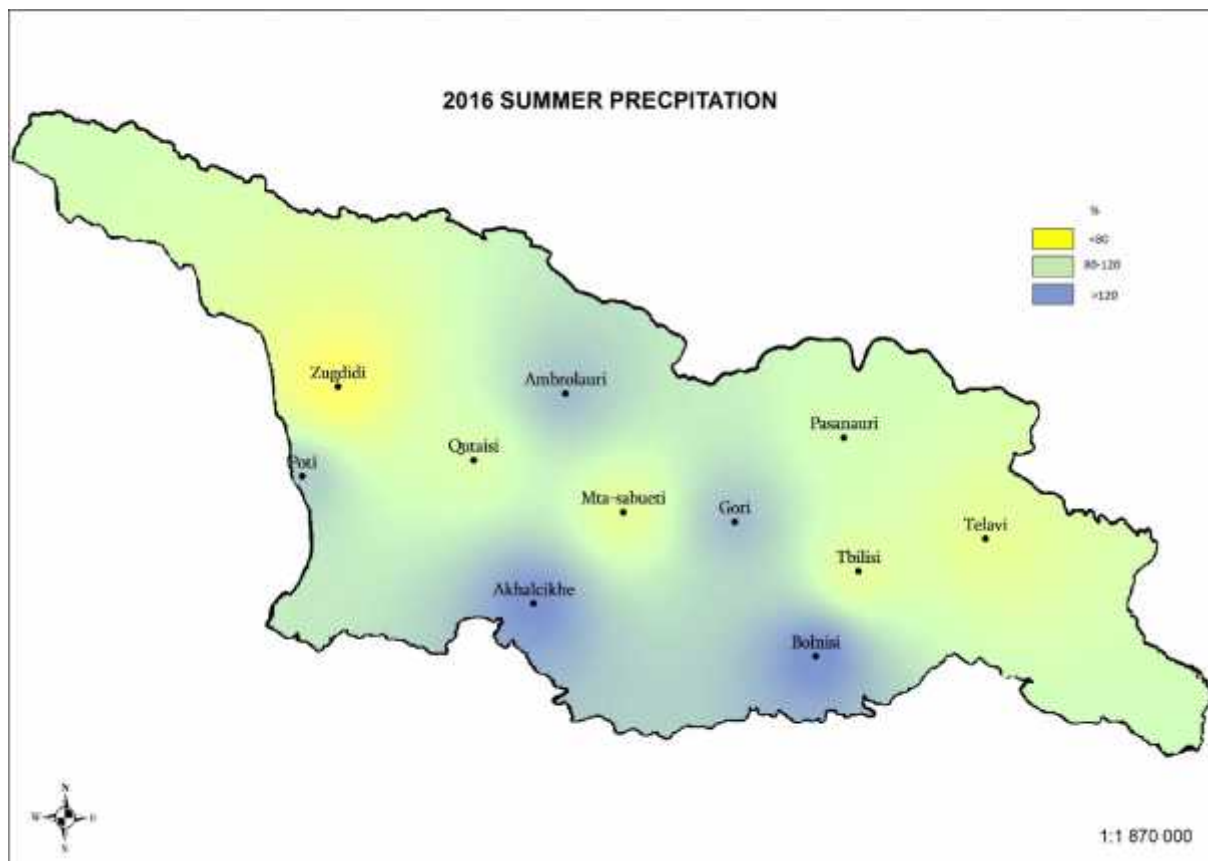 2016 SUMMER PRECPITATION
%
<80
80-120
>120
Zugdidi
Ambrolauri
Pasanauri
Qutaisi
Poti
Mta-sabueti
Gori
Telavi
Tbilisi
Akhalcikhe
Bolnisi
N
W
S
1:1 870 000